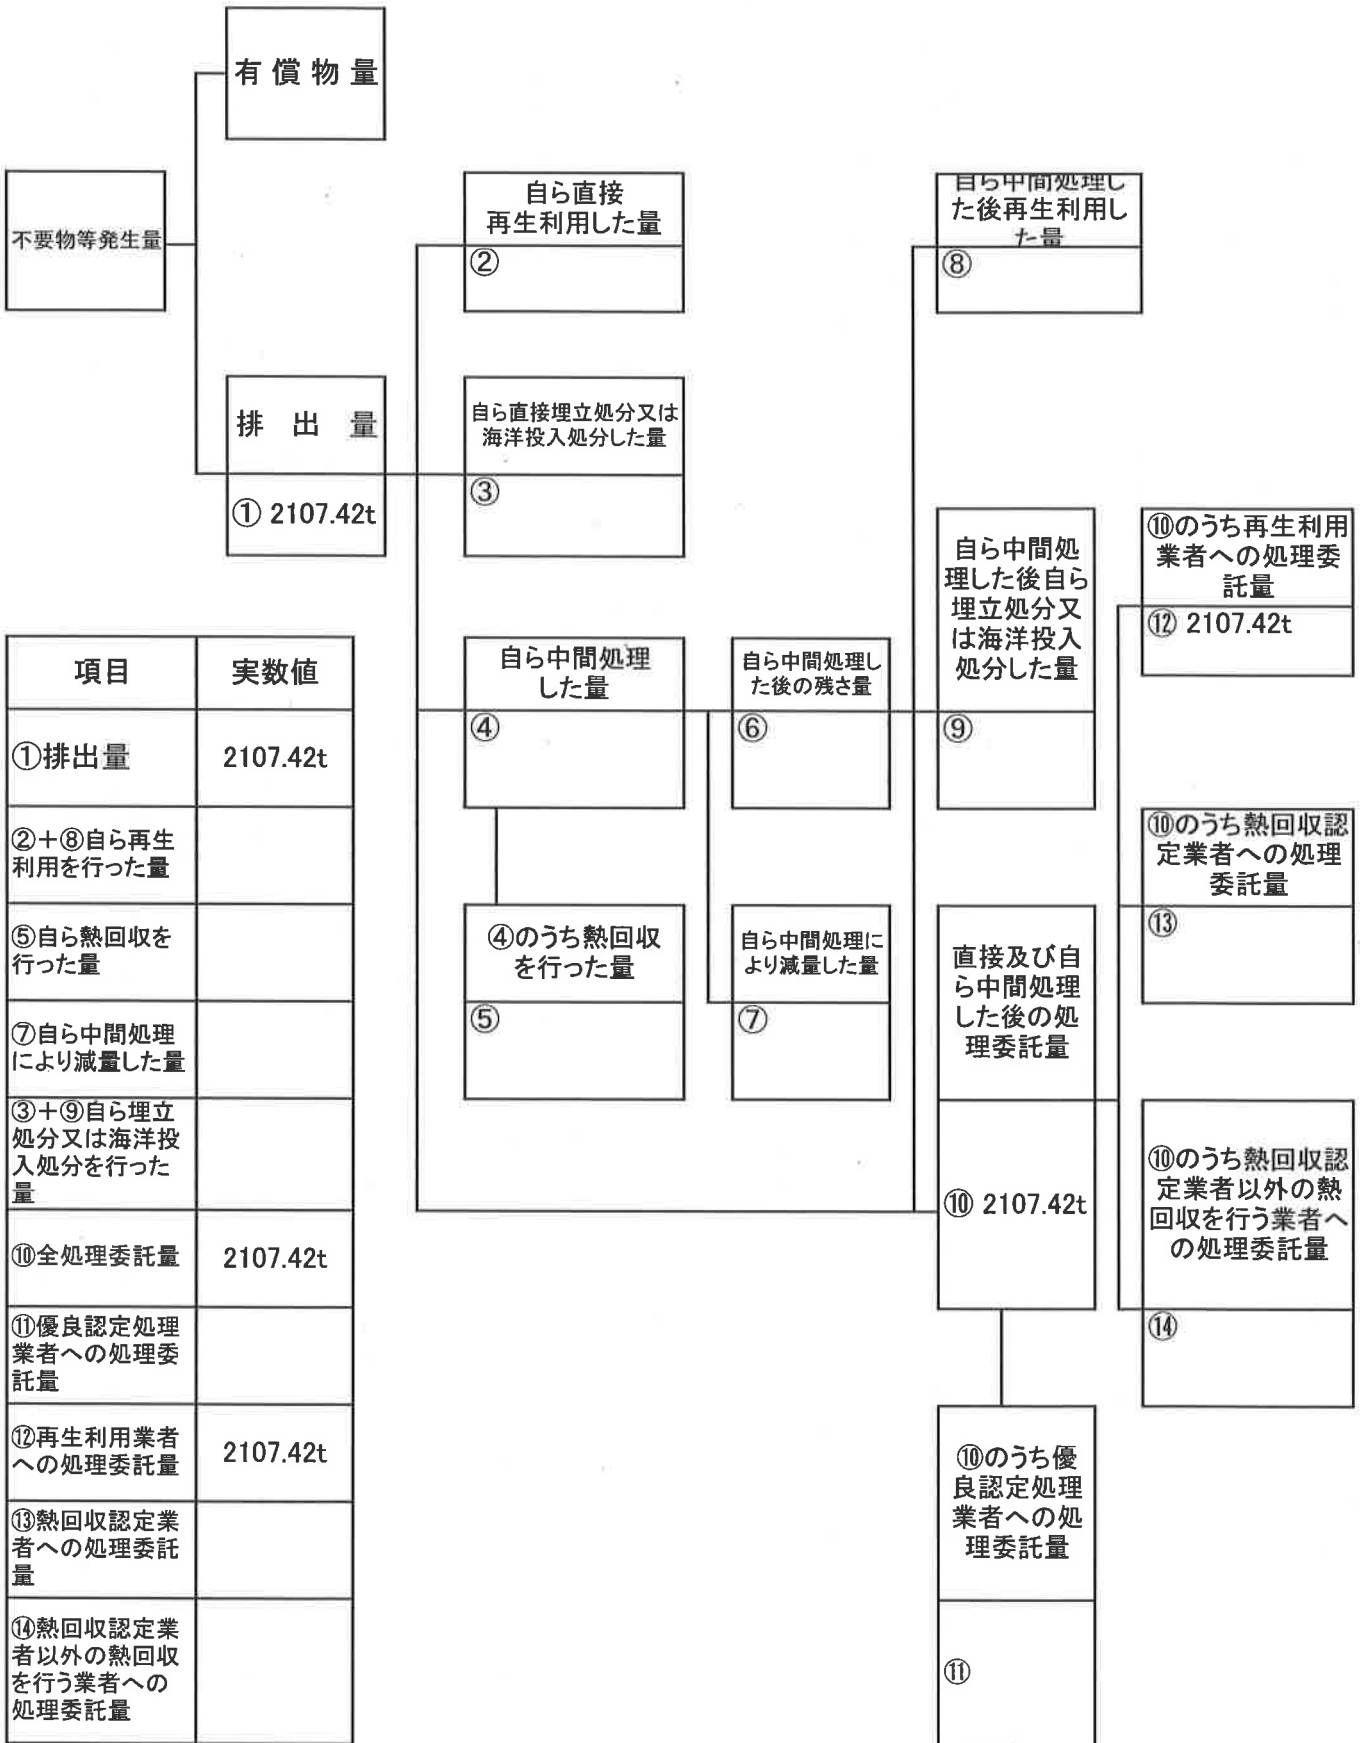 有償物量
不要物等発生量
自ら直接
再生利用した量
②
自ら中間処理し
た後再生利用し
た量
⑧
排出量
① 2107.42t
自ら直接埋立処分又は
海洋投入処分した量
③
自ら中間処
理した後自ら
埋立処分又
は海洋投入
処分した量
⑨
⑩のうち再生利用
業者への処理委
託量
⑫ 2107.42t
自ら中間処理
した量
④
自ら中間処理し
た後の残さ量
⑥
⑩のうち熱回収認
定業者への処理
委託量
⑬
④のうち熱回収
を行った量
⑤
自ら中間処理に
より減量した量
⑦
直接及び自
ら中間処理
した後の処
理委託量
⑩ 2107.42t
⑩のうち熱回収認
定業者以外の熱
回収を行う業者へ
の処理委託量
⑭
⑩のうち優
良認定処理
業者への処
理委託量
⑪
項目 実数値
①排出量 2107.42t
②＋⑧自ら再生
利用を行った量
⑤自ら熱回収を
行った量
⑦自ら中間処理
により減量した量
③＋⑨自ら埋立
処分又は海洋投
入処分を行った
量
⑩全処理委託量 2107.42t
⑪優良認定処理
業者への処理委
託量
⑫再生利用業者
への処理委託量 2107.42t
⑬熱回収認定業
者への処理委託
量
⑭熱回収認定業
者以外の熱回収
を行う業者への
処理委託量